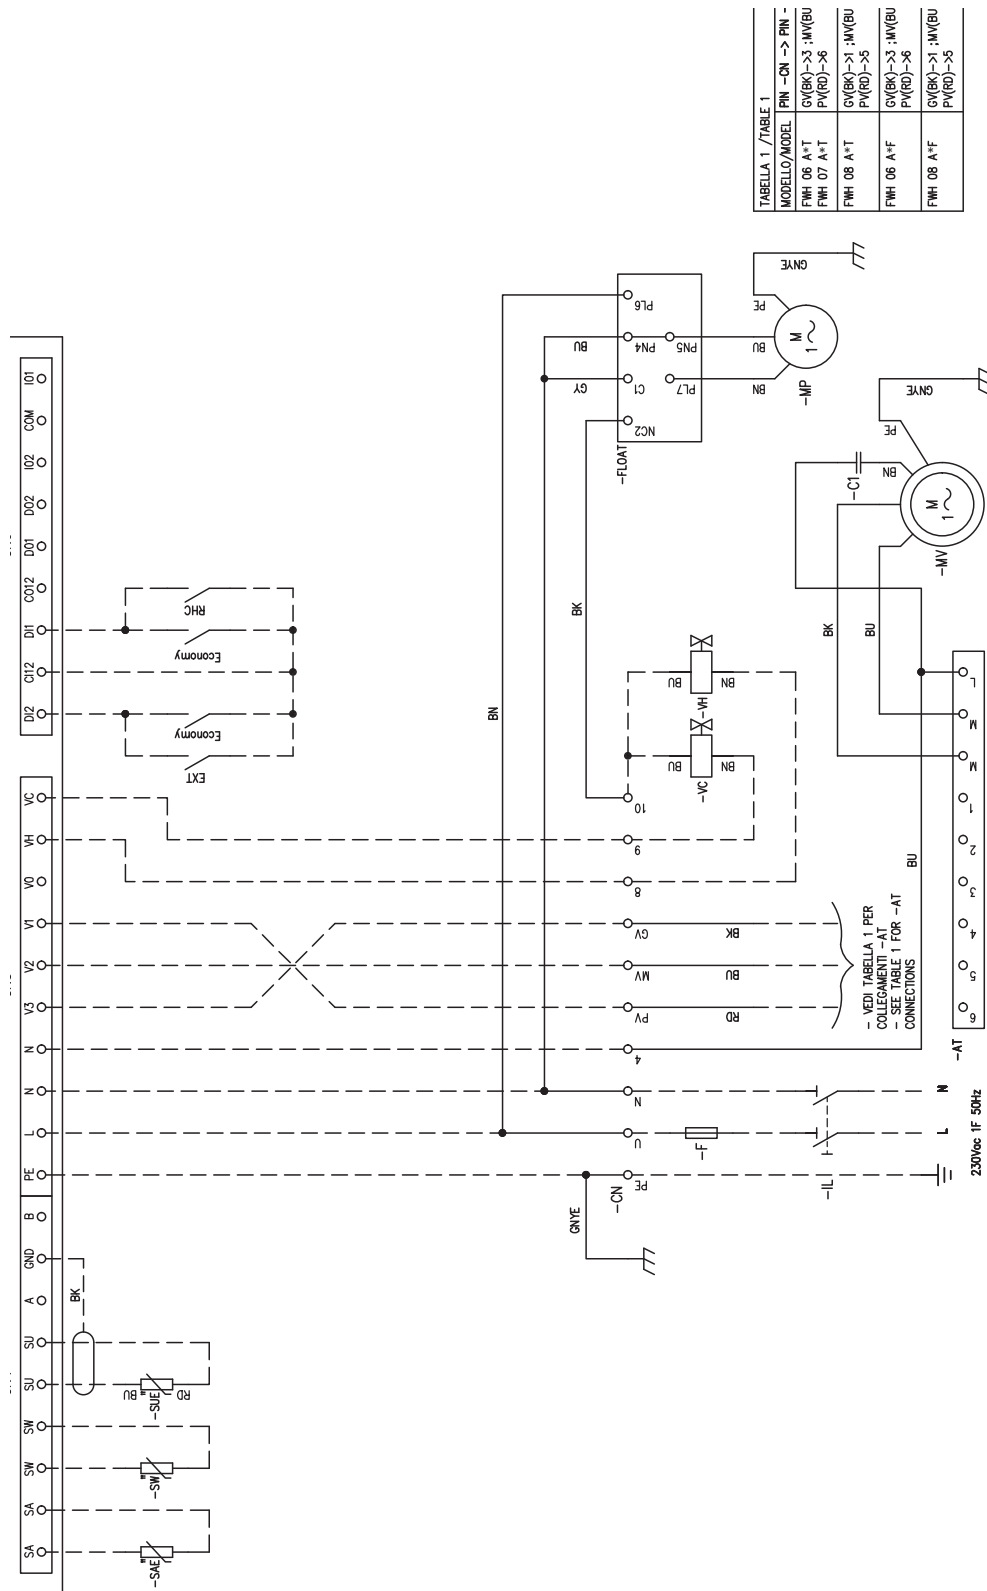 TABELLA 1 /TABLE 1
MODELLO/MODEL
PIN -CN -> PIN -
FWH 06 A*T
FWH 07 A*T
GV(BK)->3 ;MV(BU
PV(RD)->6
FWH 08 A*T
GV(BK)->1 ;MV(BU
PV(RD)->5
FWH 06 A*F
GV(BK)->3 ;MV(BU
PV(RD)->6
FWH 08 A*F
GV(BK)->1 ;MV(BU
PV(RD)->5
SA
SA
SW
SW
SU
SU
A
GND
B
PE
L
N
N
V3
V2
V1
V0
VH
VC
DI2
CI12
DI1
CO12
DO1
DO2
IO2
COM
IO1
BK
BU
RD
-SAE
-SW
-SUE
EXT
Economy
Economy
RHC
BN
BK
GY
BU
-FLOAT
NC2
C1
PN4
PL6
PL7
PN5
BN
BU
PE
GNYE
-MP
M
1
GNYE
-CN
PE
U
N
4
PV
MV
GV
8
9
10
RD
BU
BK
BU
BN
-VC
BU
BN
-VH
-F
-IL
L
N
230Vac 1F 50Hz
- VEDI TABELLA 1 PER
COLLEGAMENTI -AT
- SEE TABLE 1 FOR -AT
CONNECTIONS
BU
BK
BU
-C1
BN
PE
GNYE
-MV
M
1
-AT
6
5
4
3
2
1
M
M
L